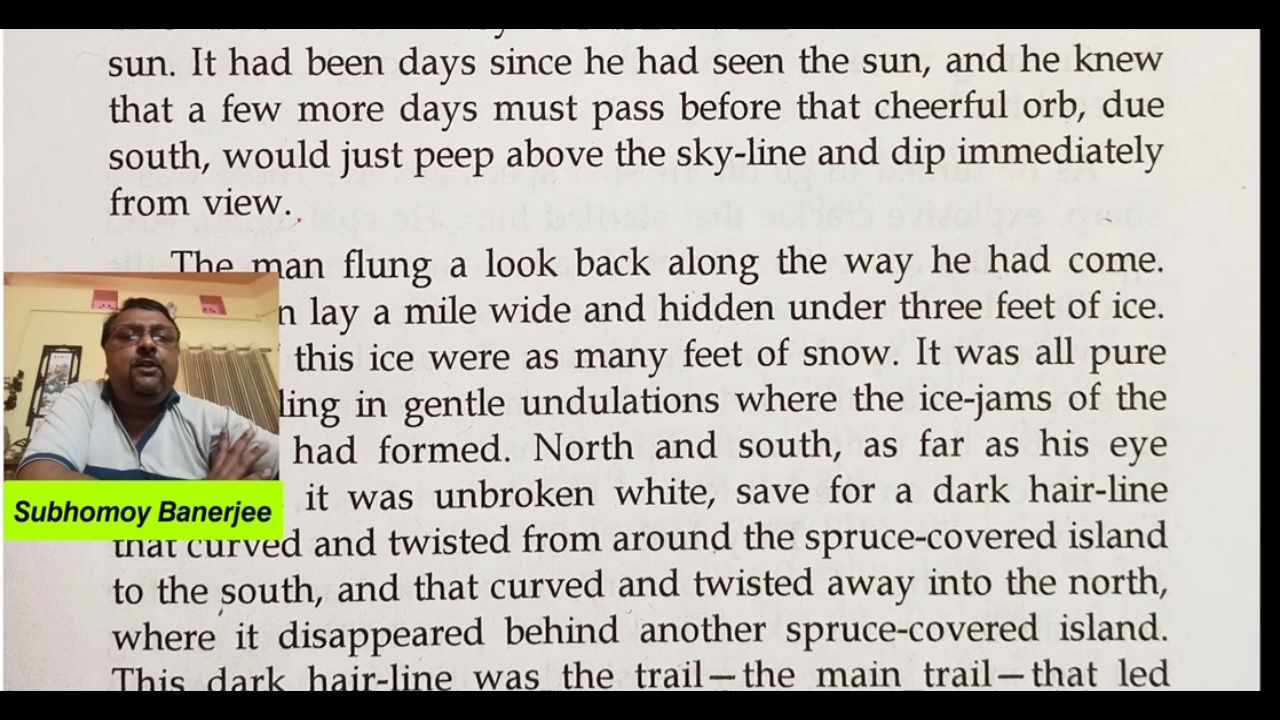 sun. It had been days since he had seen the sun, and he knew
that a few more days must pass before that cheerful orb, due
south, would just peep above the sky-line and dip immediately
from view.
The man flung a look back along the way he had come.
n lay a mile wide and hidden under three feet of ice.
this ice were as many feet of snow. It was all pure
ling in gentle undulations where the ice-jams of the
had formed. North and south, as far as his eye
it was unbroken white, save for a dark hair-line
Subhomoy Banerjee
that curved and twisted from around the spruce-covered island
to the south, and that curved and twisted away into the north,
where it disappeared behind another spruce-covered island.
This dark hair-line was the trail—the main trail—that led